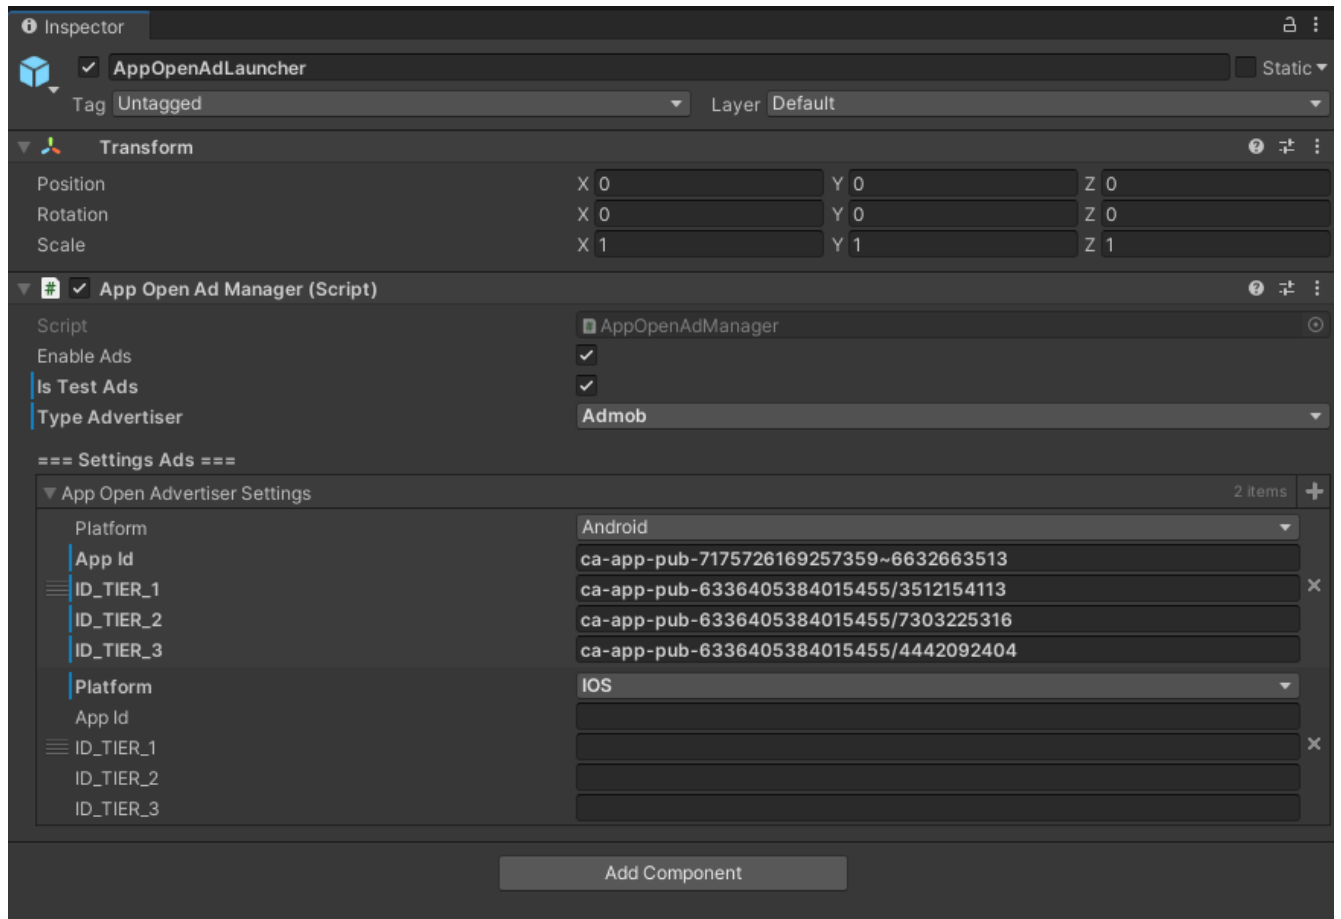 Inspector
AppOpenAdLauncher Static
Tag Untagged Layer Default
Transform
Position X 0 Y 0 Z 0
Rotation X 0 Y 0 Z 0
Scale X 1 Y 1 Z 1
# App Open Ad Manager (Script)
Script # AppOpenAdManager
Enable Ads
Is Test Ads
Type Advertiser Admob
=== Settings Ads ===
App Open Advertiser Settings 2 items
Platform Android
App Id ca-app-pub-7175726169257359~6632663513
ID_TIER_1 ca-app-pub-6336405384015455/3512154113
ID_TIER_2 ca-app-pub-6336405384015455/7303225316
ID_TIER_3 ca-app-pub-6336405384015455/4442092404
Platform IOS
App Id
ID_TIER_1
ID_TIER_2
ID_TIER_3
Add Component